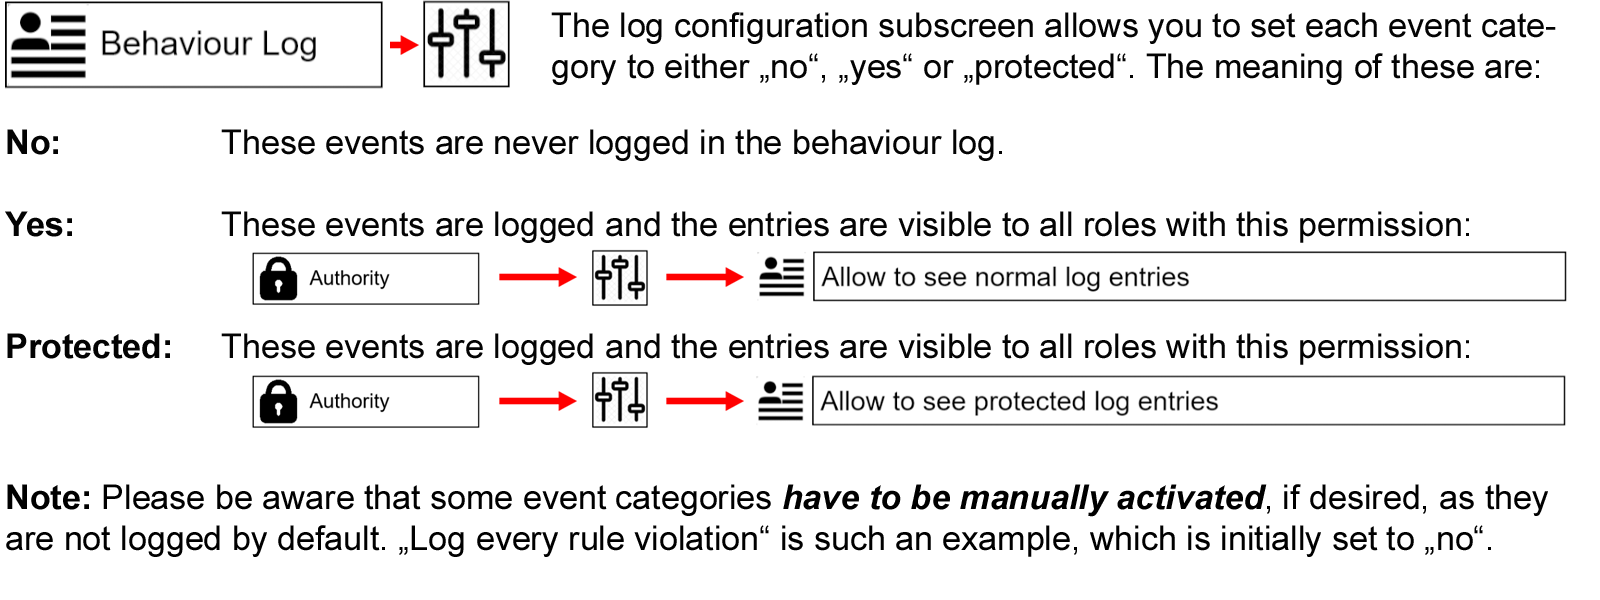 Behaviour Log
The log configuration subscreen allows you to set each event cate-
gory to either „no“, „yes“ or „protected“. The meaning of these are:
No: These events are never logged in the behaviour log.
Yes: These events are logged and the entries are visible to all roles with this permission:
Authority Allow to see normal log entries
Protected: These events are logged and the entries are visible to all roles with this permission:
Authority Allow to see protected log entries
Note: Please be aware that some event categories have to be manually activated, if desired, as they
are not logged by default. „Log every rule violation“ is such an example, which is initially set to „no“.